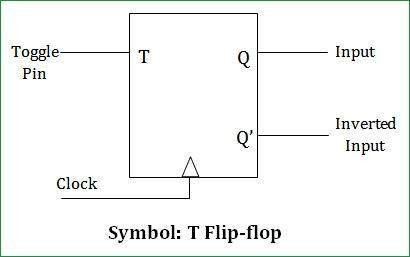 Toggle
Pin
T
Q
Input
Q’
Inverted
Input
Clock
Symbol: T Flip-flop